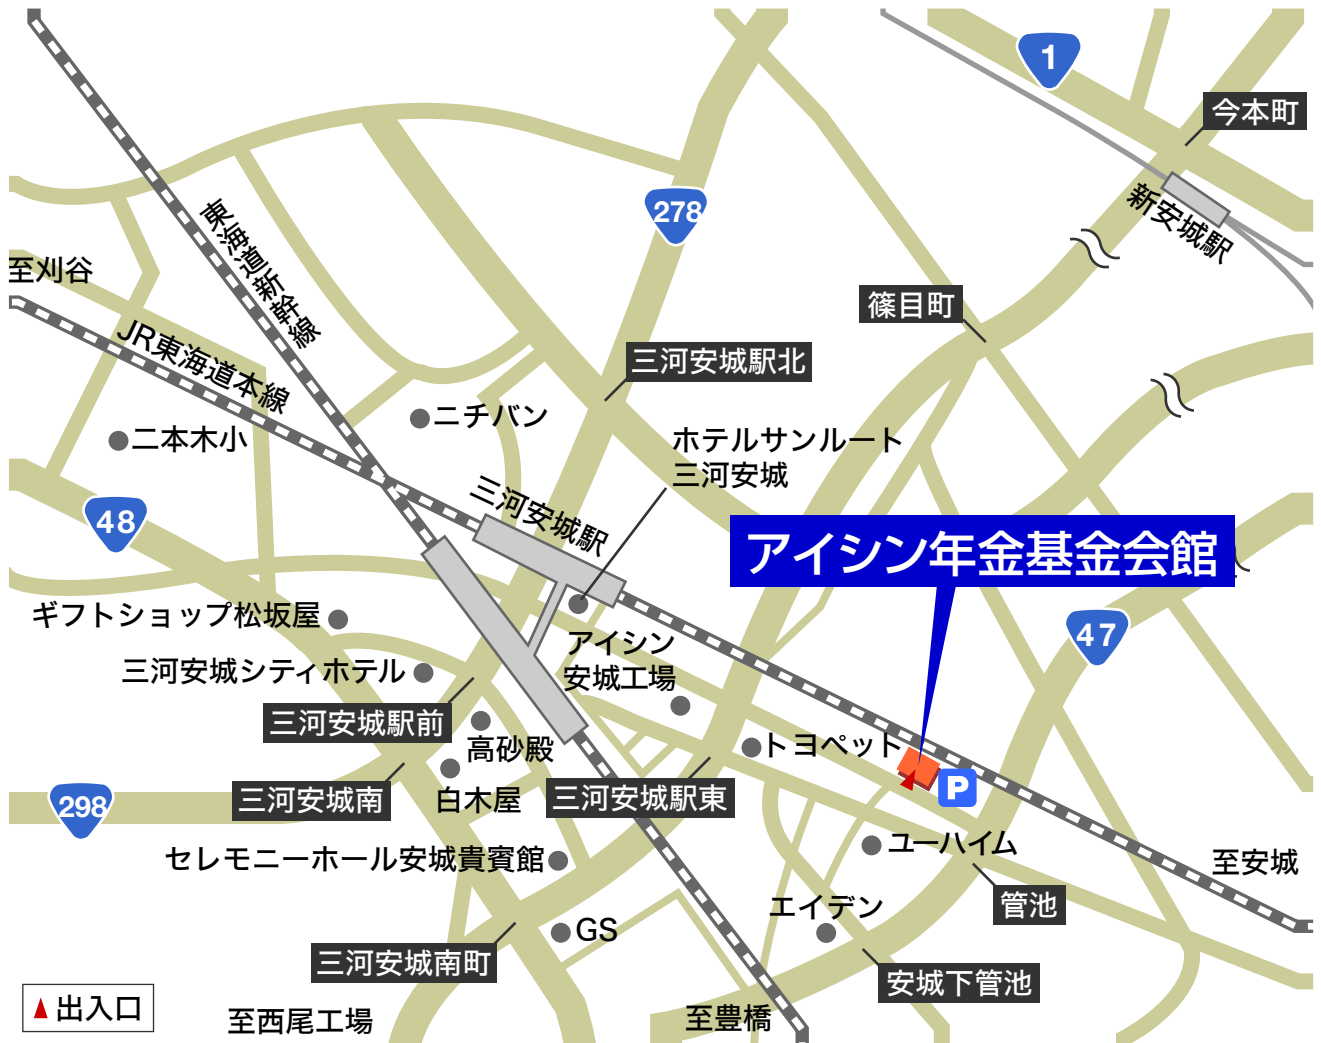 1
今本町
新安城駅
278
東海道新幹線
至刈谷
篠目町
JR東海道本線
三河安城駅北
ニチバン
二本木小
ホテルサンルート
三河安城
三河安城駅
48
アイシン年金基金会館
ギフトショップ松坂屋
アイシン
安城工場
47
三河安城シティホテル
三河安城駅前
高砂殿
トヨペット
P
298
三河安城南
白木屋
三河安城駅東
ユーハイム
セレモニーホール安城貴賓館
至安城
管池
エイデン
GS
三河安城南町
安城下管池
出入口
至西尾工場
至豊橋